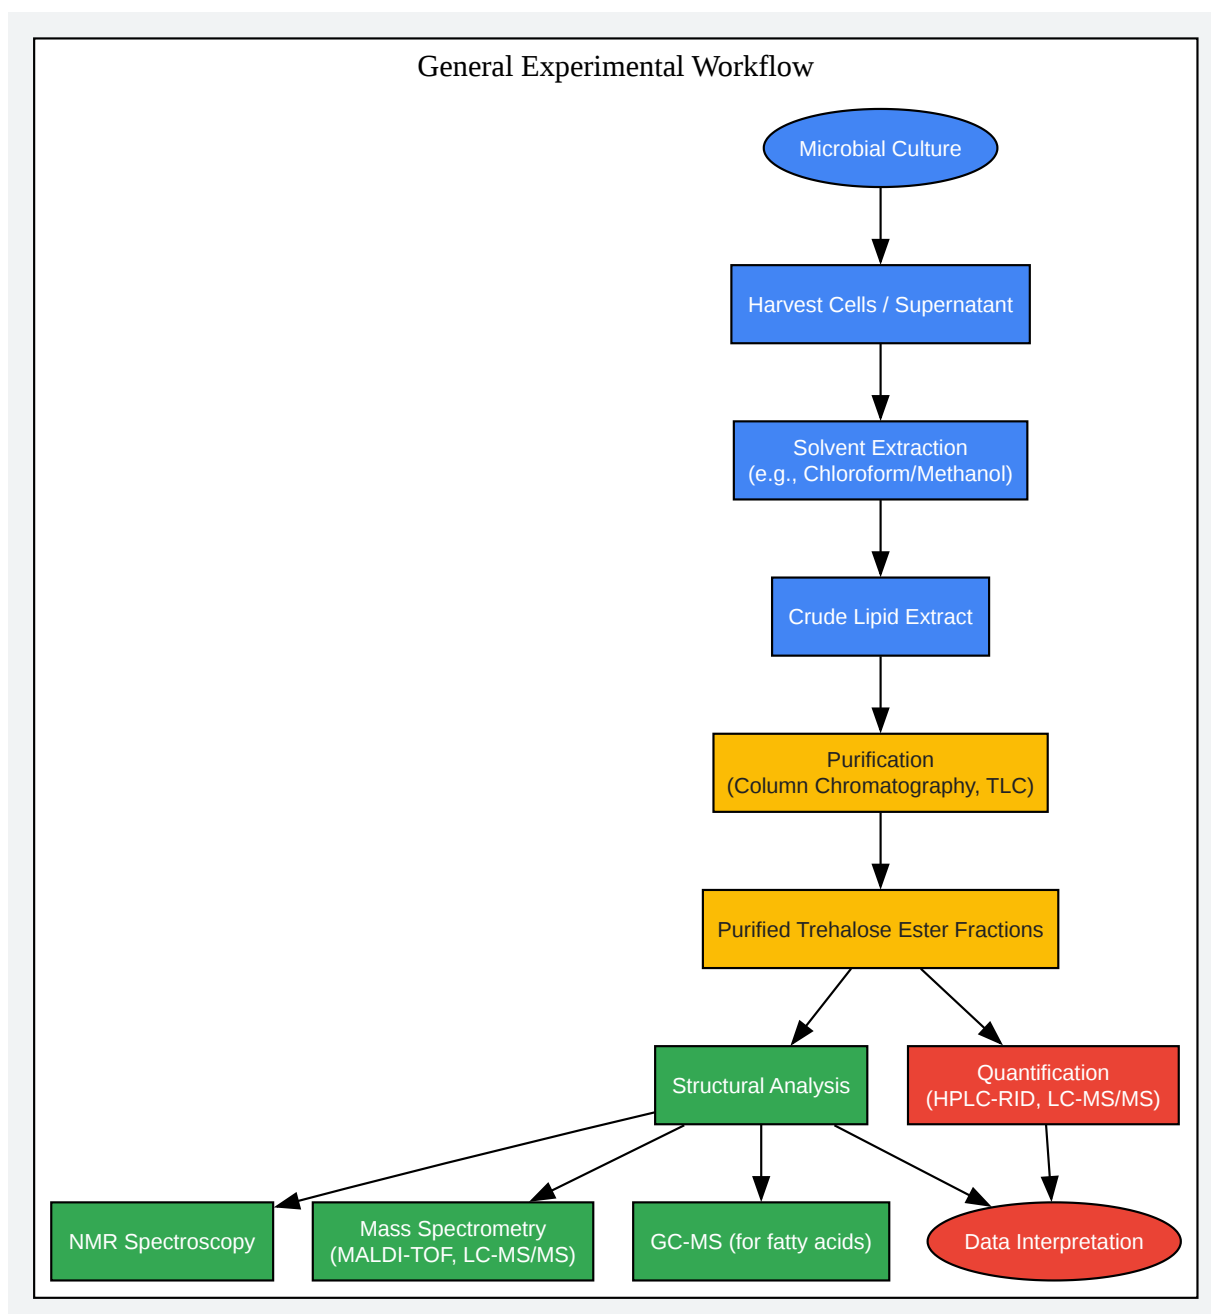 General Experimental Workflow
Microbial Culture
Harvest Cells / Supernatant
Solvent Extraction
(e.g., Chloroform/Methanol)
Crude Lipid Extract
Purification
(Column Chromatography, TLC)
Purified Trehalose Ester Fractions
Structural Analysis
Quantification
(HPLC-RID, LC-MS/MS)
NMR Spectroscopy
Mass Spectrometry
(MALDI-TOF, LC-MS/MS)
GC-MS (for fatty acids)
Data Interpretation